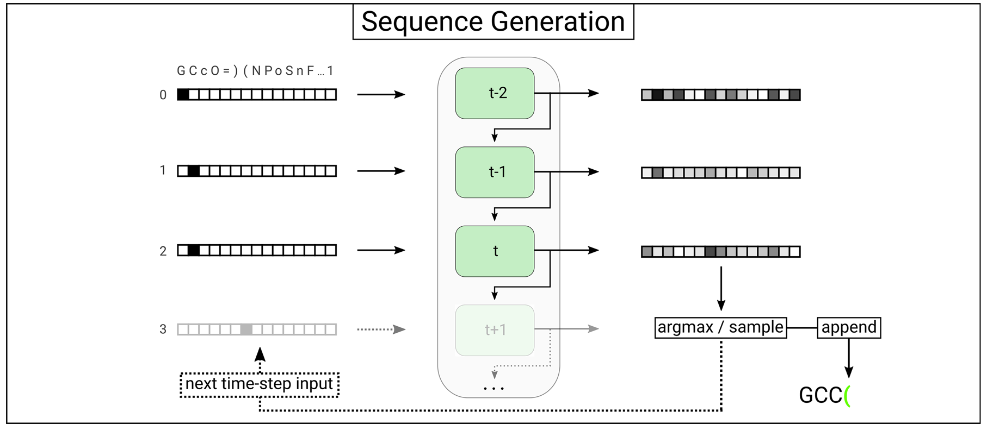 Sequence Generation
G C c O = ) ( N P o S n F ... 1
0
t-2
1
t-1
2
t
3
t+1
argmax / sample
append
next time-step input
...
GCC(